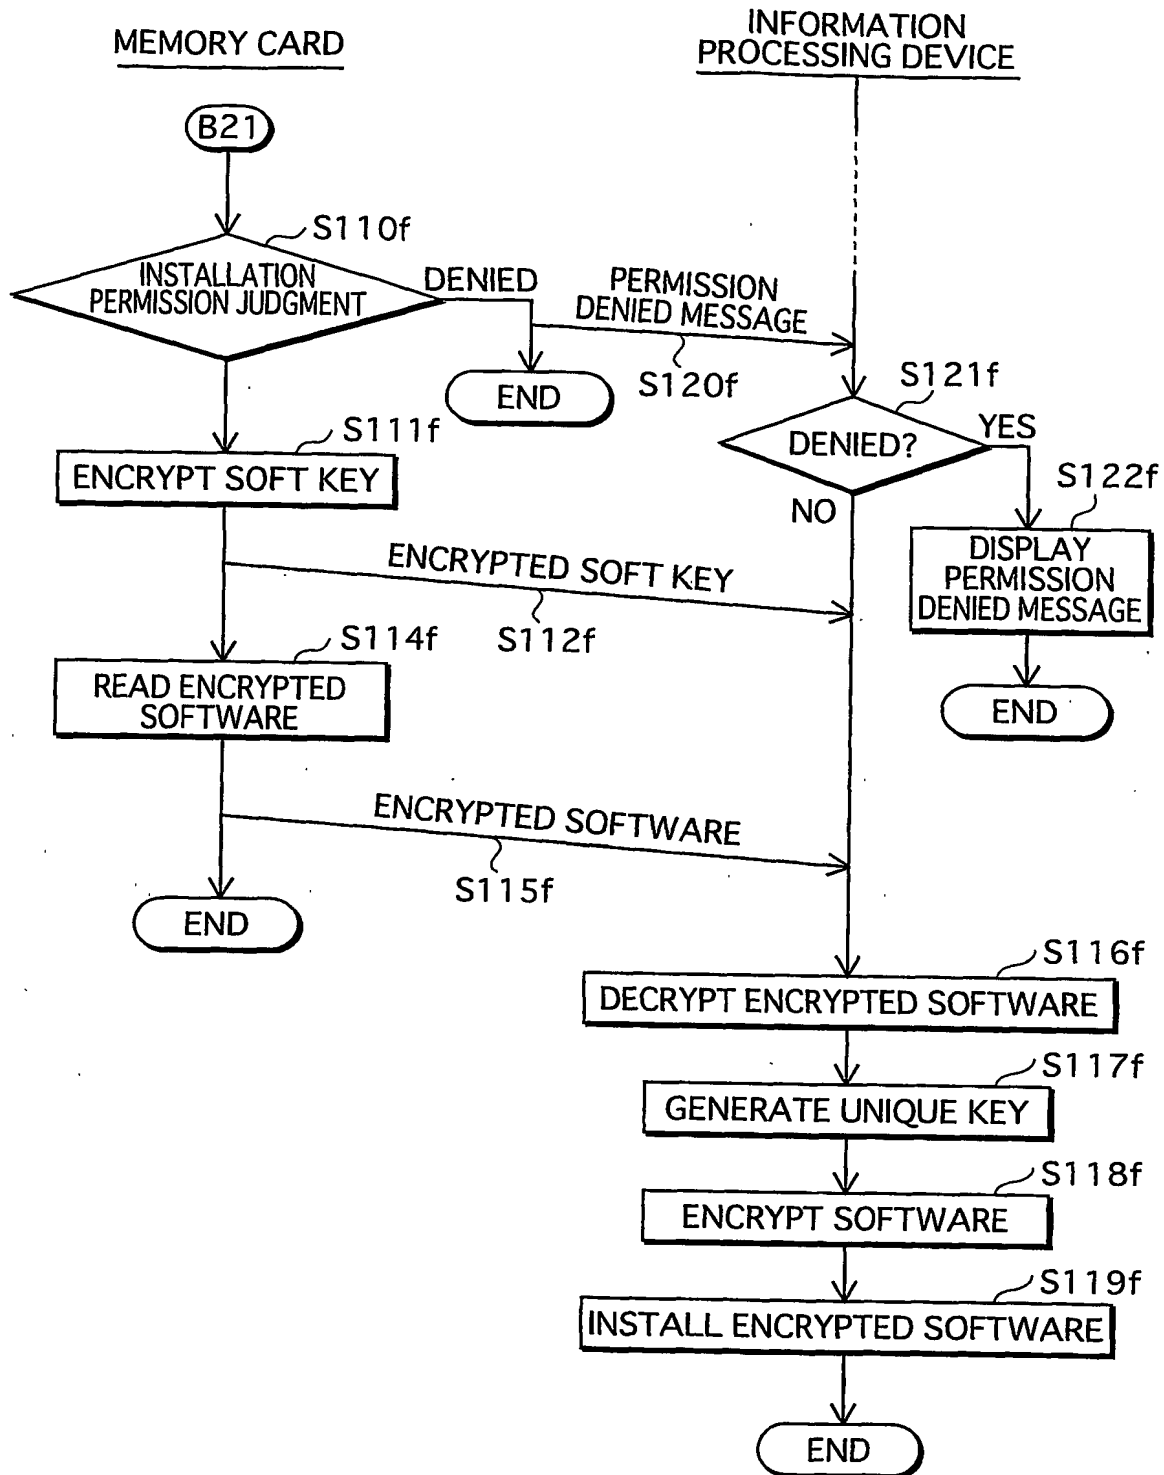 MEMORY CARD
INFORMATION
PROCESSING DEVICE
B21
S110f
INSTALLATION
PERMISSION JUDGMENT
DENIED
PERMISSION
DENIED MESSAGE
S120f
END
S121f
DENIED?
YES
NO
S122f
DISPLAY
PERMISSION
DENIED MESSAGE
END
S111f
ENCRYPT SOFT KEY
ENCRYPTED SOFT KEY
S112f
S114f
READ ENCRYPTED
SOFTWARE
ENCRYPTED SOFTWARE
S115f
END
S116f
DECRYPT ENCRYPTED SOFTWARE
S117f
GENERATE UNIQUE KEY
S118f
ENCRYPT SOFTWARE
S119f
INSTALL ENCRYPTED SOFTWARE
END